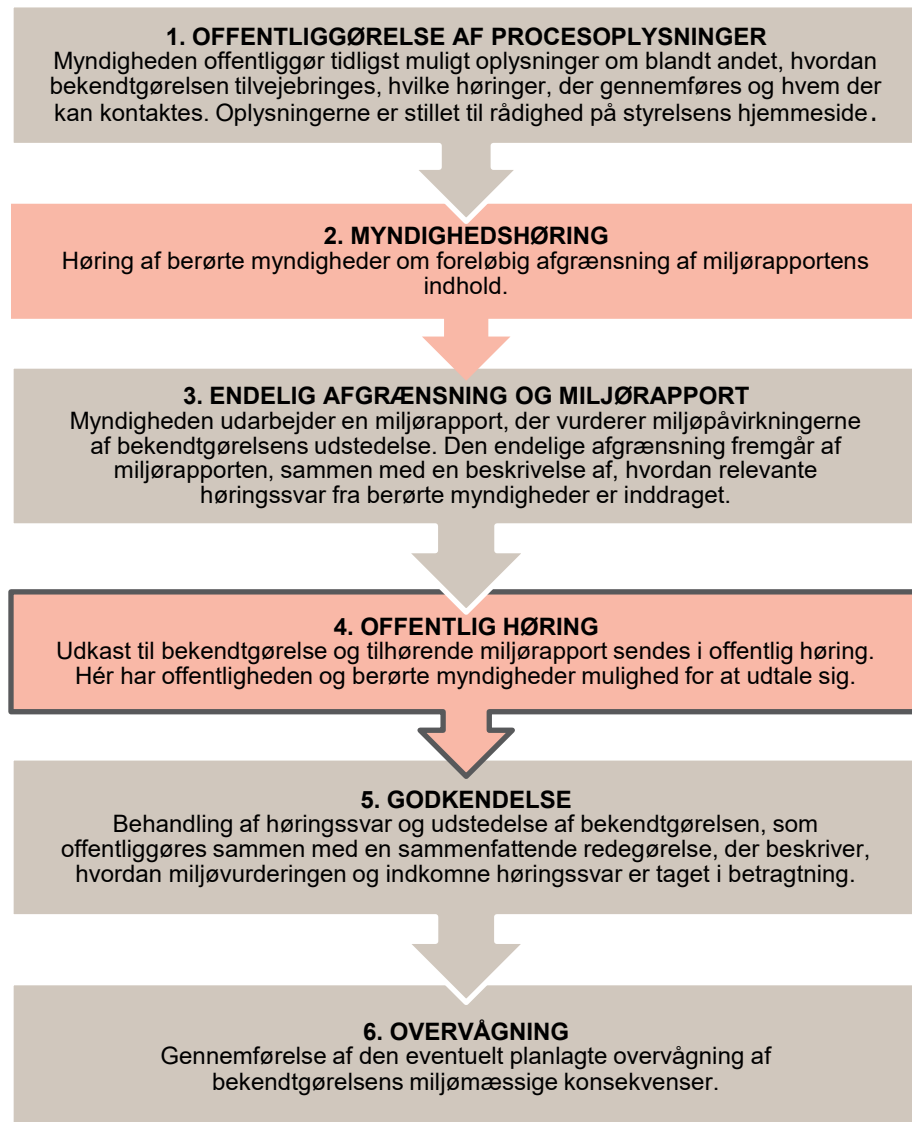 1. OFFENTLIGGØRELSE AF PROCESOPLYSNINGER
Myndigheden offentliggør tidligst muligt oplysninger om blandt andet, hvordan
bekendtgørelsen tilvejebringes, hvilke høringer, der gennemføres og hvem der
kan kontaktes. Oplysningerne er stillet til rådighed på styrelsens hjemmeside.
2. MYNDIGHEDSHØRING
Høring af berørte myndigheder om foreløbig afgrænsning af miljørapportens
indhold.
3. ENDELIG AFGRÆNSNING OG MILJØRAPPORT
Myndigheden udarbejder en miljørapport, der vurderer miljøpåvirkningerne
af bekendtgørelsens udstedelse. Den endelige afgrænsning fremgår af
miljørapporten, sammen med en beskrivelse af, hvordan relevante
høringssvar fra berørte myndigheder er inddraget.
4. OFFENTLIG HØRING
Udkast til bekendtgørelse og tilhørende miljørapport sendes i offentlig høring.
Hér har offentligheden og berørte myndigheder mulighed for at udtale sig.
5. GODKENDELSE
Behandling af høringssvar og udstedelse af bekendtgørelsen, som
offentliggøres sammen med en sammenfattende redegørelse, der beskriver,
hvordan miljøvurderingen og indkomne høringssvar er taget i betragtning.
6. OVERVÅGNING
Gennemførelse af den eventuelt planlagte overvågning af
bekendtgørelsens miljømæssige konsekvenser.